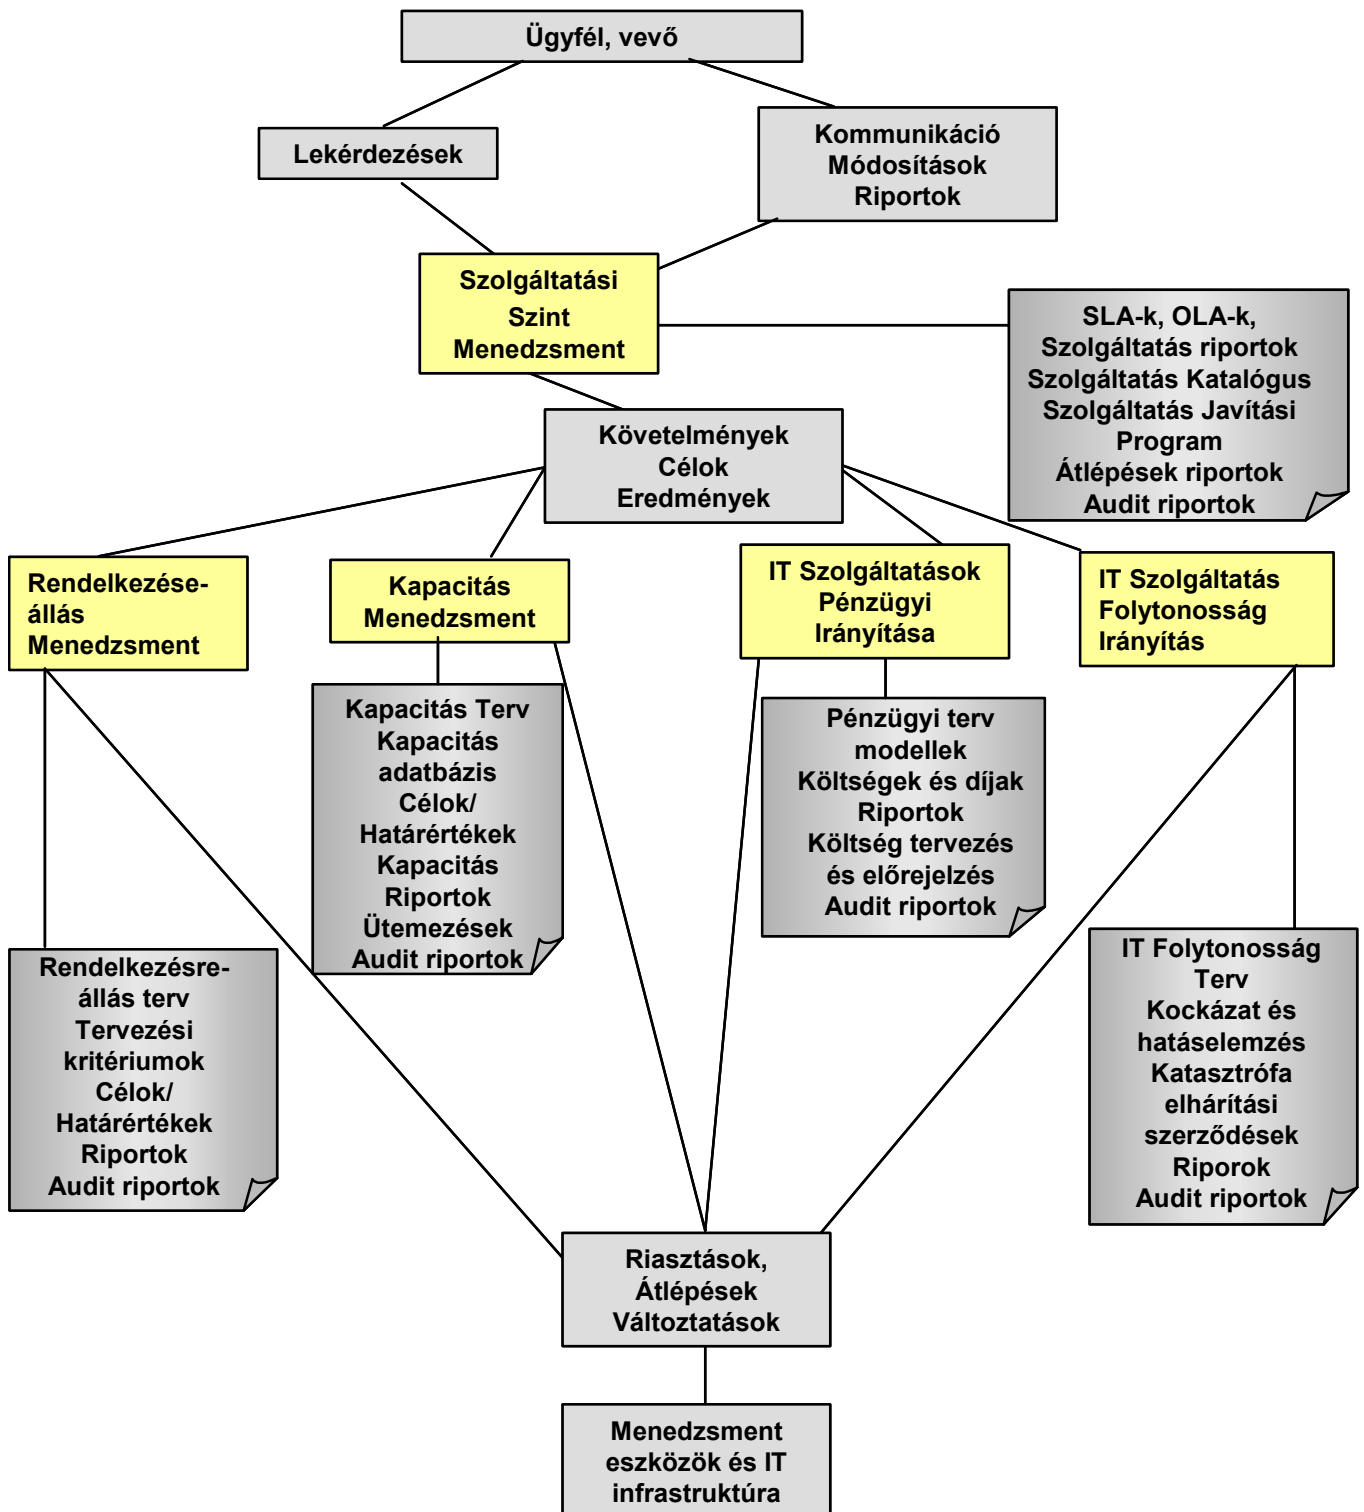 Ügyfél, vevő
Lekérdezések
Kommunikáció
Módosítások
Riportok
Szolgáltatási
Szint
Menedzsment
SLA-k, OLA-k,
Szolgáltatás riportok
Szolgáltatás Katalógus
Szolgáltatás Javítási
Program
Átlépések riportok
Audit riportok
Követelmények
Célok
Eredmények
Rendelkezése-
állás
Menedzsment
Kapacitás
Menedzsment
IT Szolgáltatások
Pénzügyi
Irányítása
IT Szolgáltatás
Folytonosság
Irányítás
Kapacitás Terv
Kapacitás
adatbázis
Célok/
Határértékek
Kapacitás
Riportok
Ütemezések
Audit riportok
Pénzügyi terv
modellek
Költségek és díjak
Riportok
Költség tervezés
és előrejelzés
Audit riportok
Rendelkezésre-
állás terv
Tervezési
kritériumok
Célok/
Határértékek
Riportok
Audit riportok
IT Folytonosság
Terv
Kockázat és
hatáselemzés
Katasztrófa
elhárítási
szerződések
Riporok
Audit riportok
Riasztások,
Átlépések
Változtatások
Menedzsment
eszközök és IT
infrastruktúra